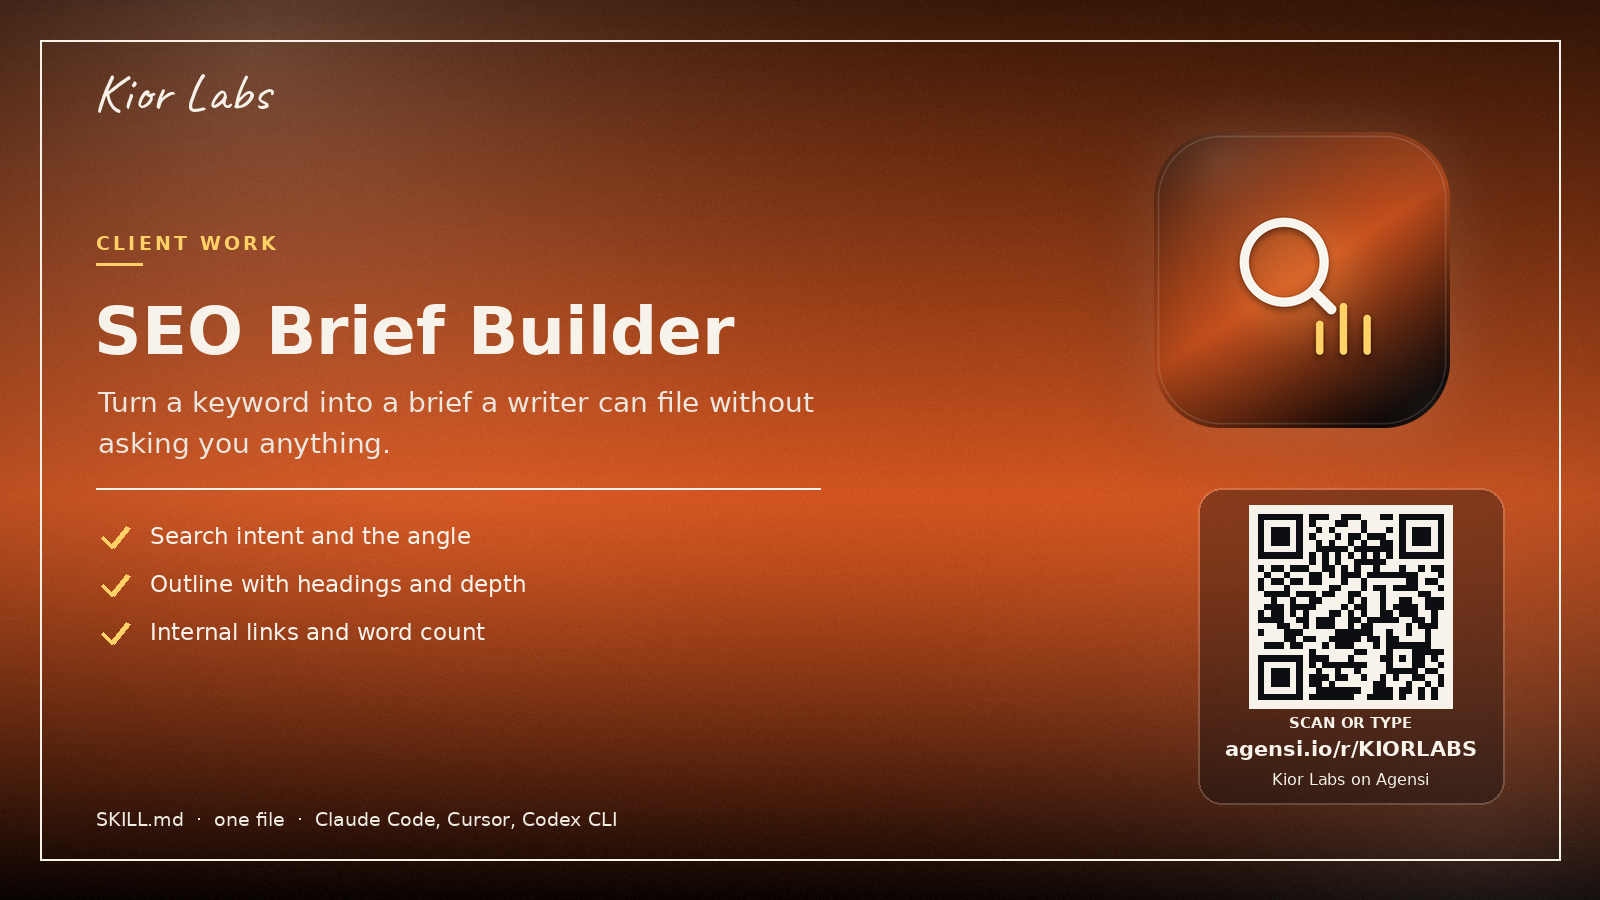 Kior Labs
CLIENT WORK
SEO Brief Builder
Turn a keyword into a brief a writer can file without
asking you anything.
Search intent and the angle
Outline with headings and depth
Internal links and word count
SCAN OR TYPE
agensi.io/r/KIORLABS
Kior Labs on Agensi
SKILL.md · one file · Claude Code, Cursor, Codex CLI